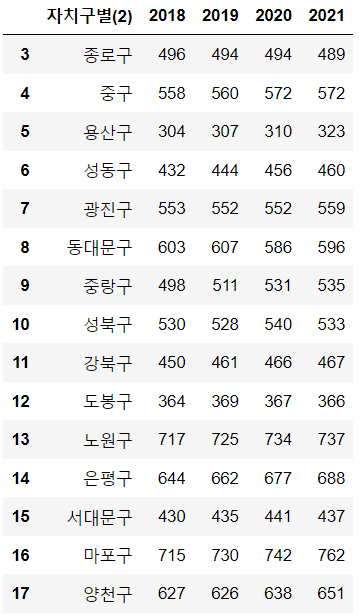 자치구별(2) 2018 2019 2020 2021
3 종로구 496 494 494 489
4 중구 558 560 572 572
5 용산구 304 307 310 323
6 성동구 432 444 456 460
7 광진구 553 552 552 559
8 동대문구 603 607 586 596
9 중랑구 498 511 531 535
10 성북구 530 528 540 533
11 강북구 450 461 466 467
12 도봉구 364 369 367 366
13 노원구 717 725 734 737
14 은평구 644 662 677 688
15 서대문구 430 435 441 437
16 마포구 715 730 742 762
17 양천구 627 626 638 651